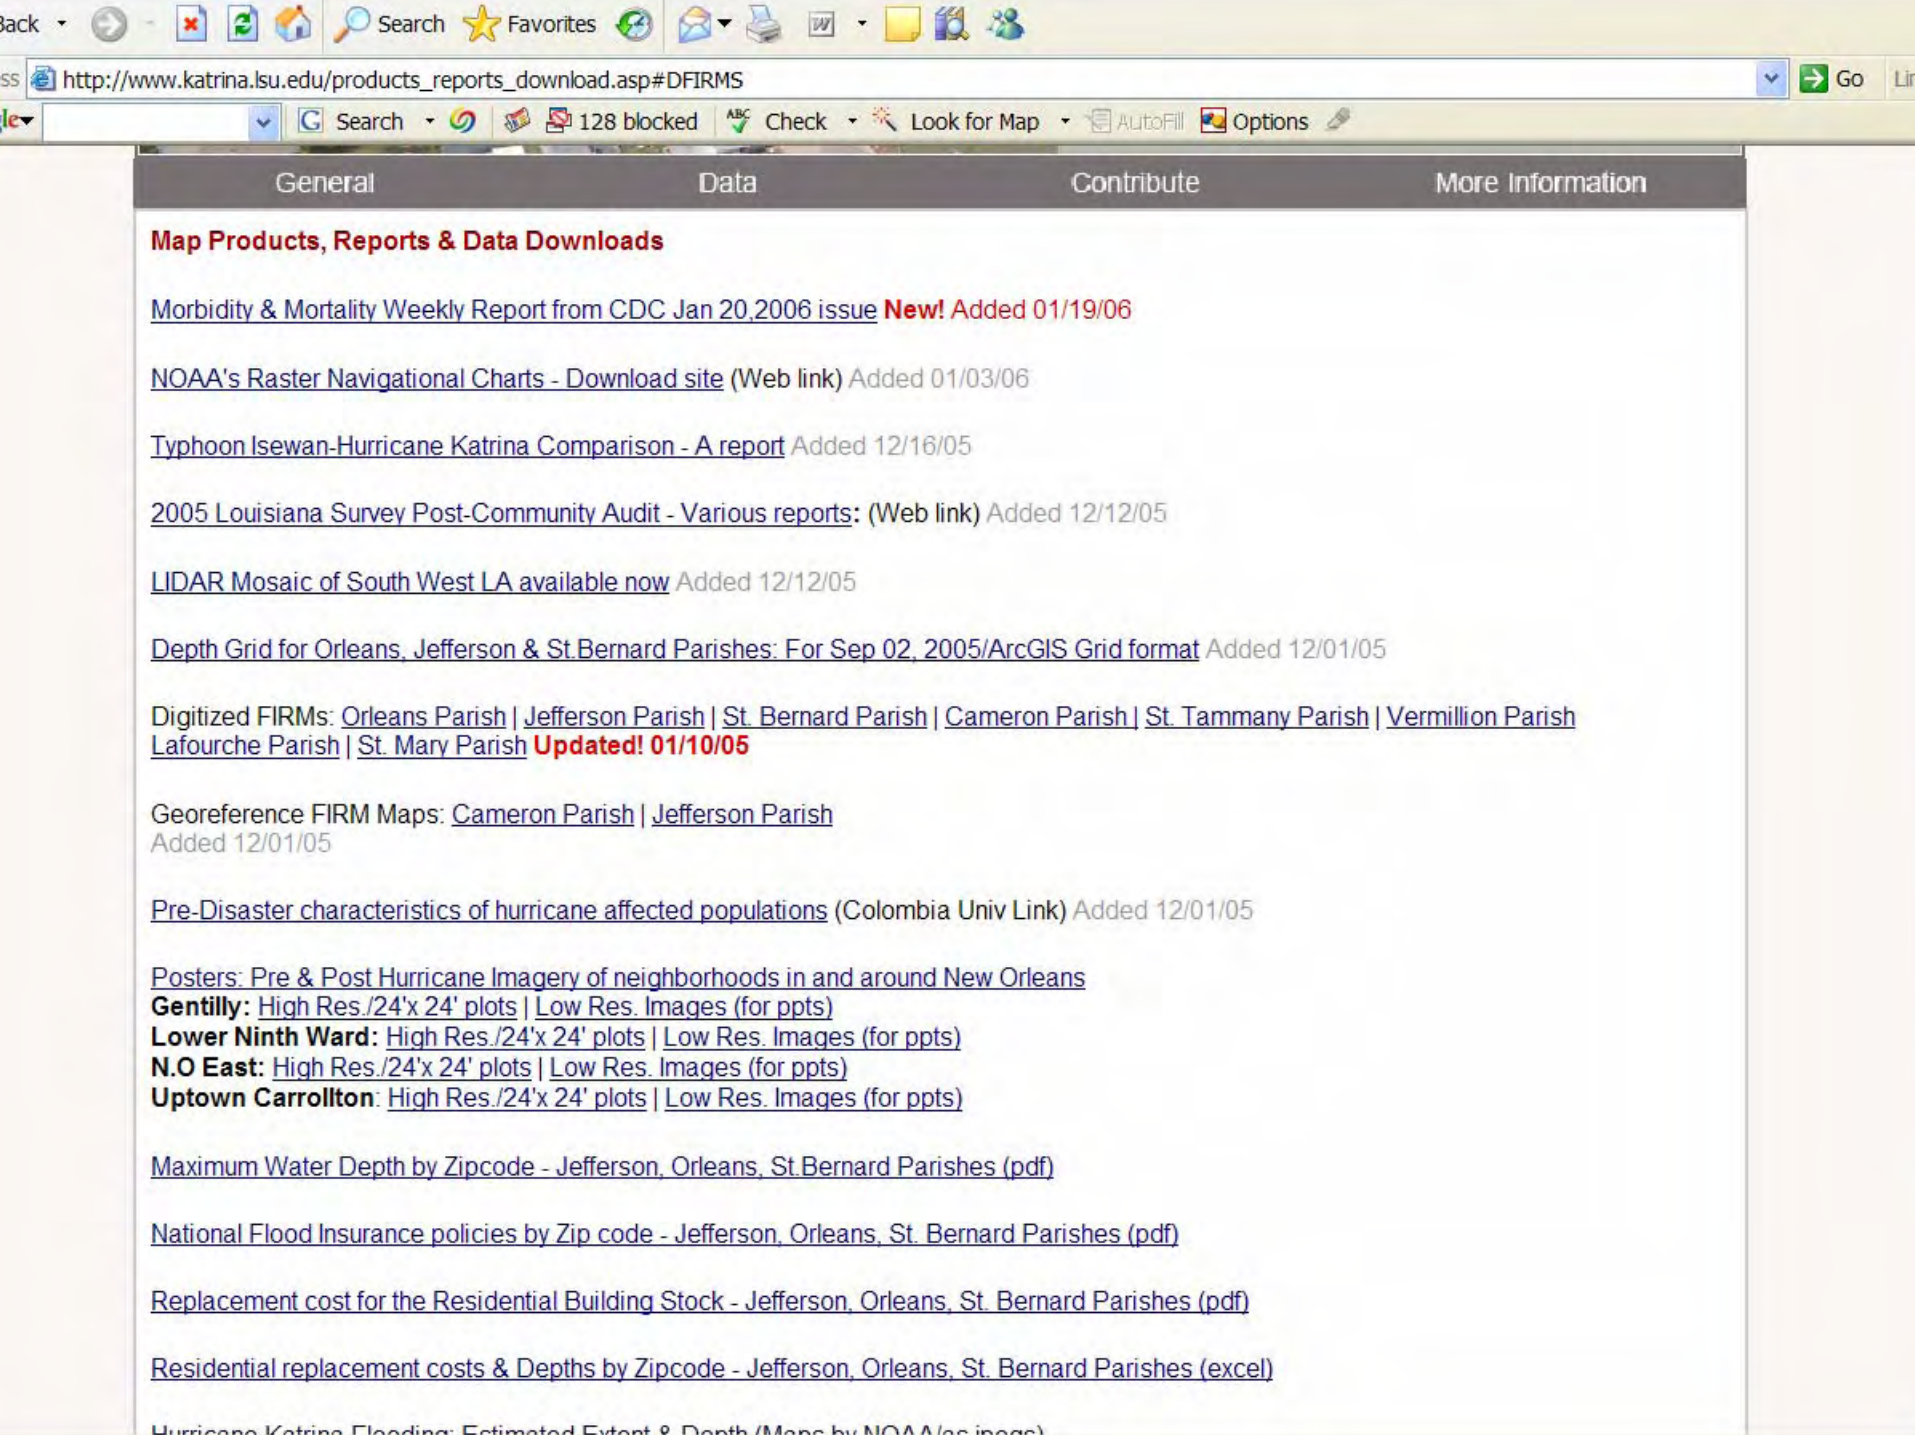 Back
Search Favorites
http://www.katrina.lsu.edu/products_reports_download.asp#DFIRMS Go
Search 128 blocked ABC Check Look for Map AutoFill Options
General Data Contribute More Information
Map Products, Reports & Data Downloads
Morbidity & Mortality Weekly Report from CDC Jan 20,2006 issue New! Added 01/19/06
NOAA's Raster Navigational Charts - Download site (Web link) Added 01/03/06
Typhoon Isewan-Hurricane Katrina Comparison - A report Added 12/16/05
2005 Louisiana Survey Post-Community Audit - Various reports: (Web link) Added 12/12/05
LIDAR Mosaic of South West LA available now Added 12/12/05
Depth Grid for Orleans, Jefferson & St.Bernard Parishes: For Sep 02, 2005/ArcGIS Grid format Added 12/01/05
Digitized FIRMs: Orleans Parish | Jefferson Parish | St. Bernard Parish | Cameron Parish | St. Tammany Parish | Vermillion Parish
Lafourche Parish | St. Mary Parish Updated! 01/10/05
Georeference FIRM Maps: Cameron Parish | Jefferson Parish
Added 12/01/05
Pre-Disaster characteristics of hurricane affected populations (Colombia Univ Link) Added 12/01/05
Posters: Pre & Post Hurricane Imagery of neighborhoods in and around New Orleans
Gentilly: High Res./24'x 24' plots | Low Res. Images (for ppts)
Lower Ninth Ward: High Res./24'x 24' plots | Low Res. Images (for ppts)
N.O East: High Res./24'x 24' plots | Low Res. Images (for ppts)
Uptown Carrollton: High Res./24'x 24' plots | Low Res. Images (for ppts)
Maximum Water Depth by Zipcode - Jefferson, Orleans, St.Bernard Parishes (pdf)
National Flood Insurance policies by Zip code - Jefferson, Orleans, St. Bernard Parishes (pdf)
Replacement cost for the Residential Building Stock - Jefferson, Orleans, St. Bernard Parishes (pdf)
Residential replacement costs & Depths by Zipcode - Jefferson, Orleans, St. Bernard Parishes (excel)
Hurricane Katrina Flooding: Estimated Extent & Depth (Maps by NOAA/as jpegs)